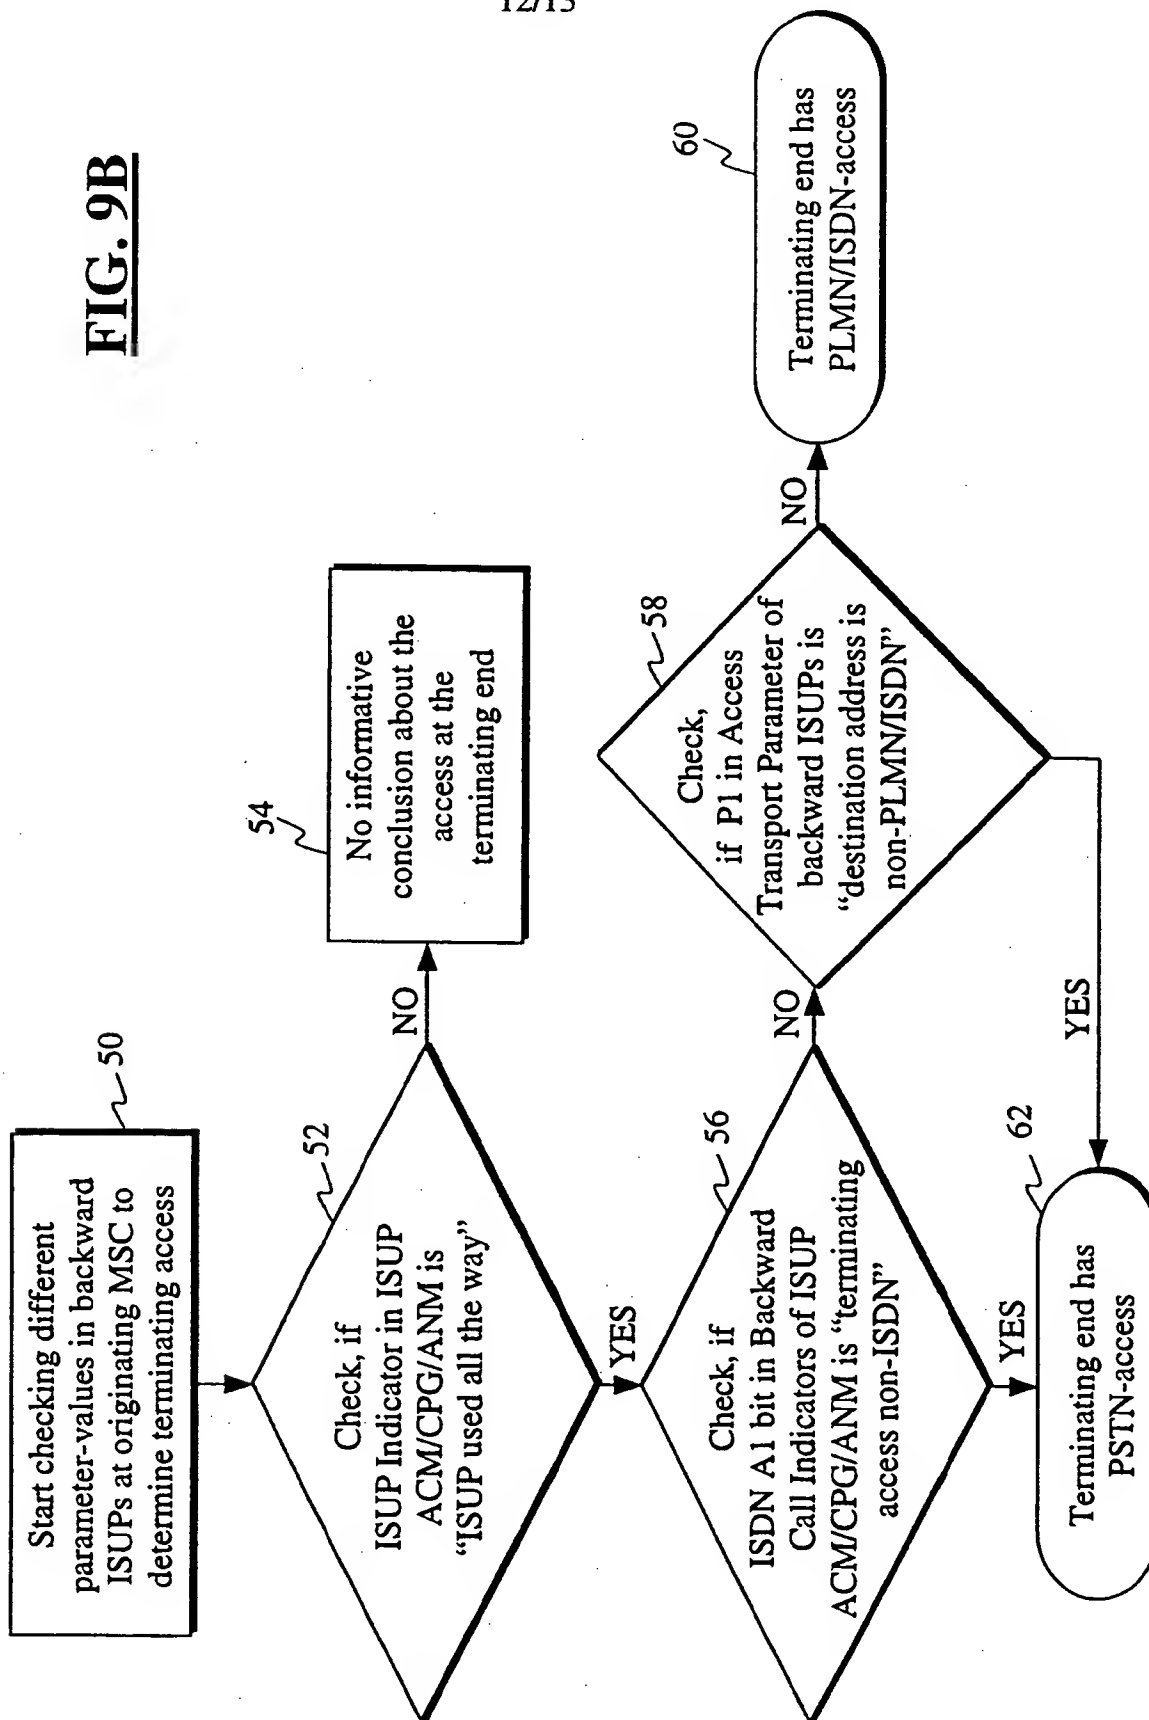 12/13
FIG. 9B
Start checking different
parameter-values in backward
ISUPs at originating MSC to
determine terminating access
50
Check, if
ISUP Indicator in ISUP
ACM/CPG/ANM is
“ISUP used all the way”
52
NO
No informative
conclusion about the
access at the
terminating end
54
YES
Check, if
ISDN A1 bit in Backward
Call Indicators of ISUP
ACM/CPG/ANM is “terminating
access non-ISDN”
56
NO
Check,
if P1 in Access
Transport Parameter of
backward ISUPs is
“destination address is
non-PLMN/ISDN”
58
NO
Terminating end has
PLMN/ISDN-access
60
YES
YES
Terminating end has
PSTN-access
62